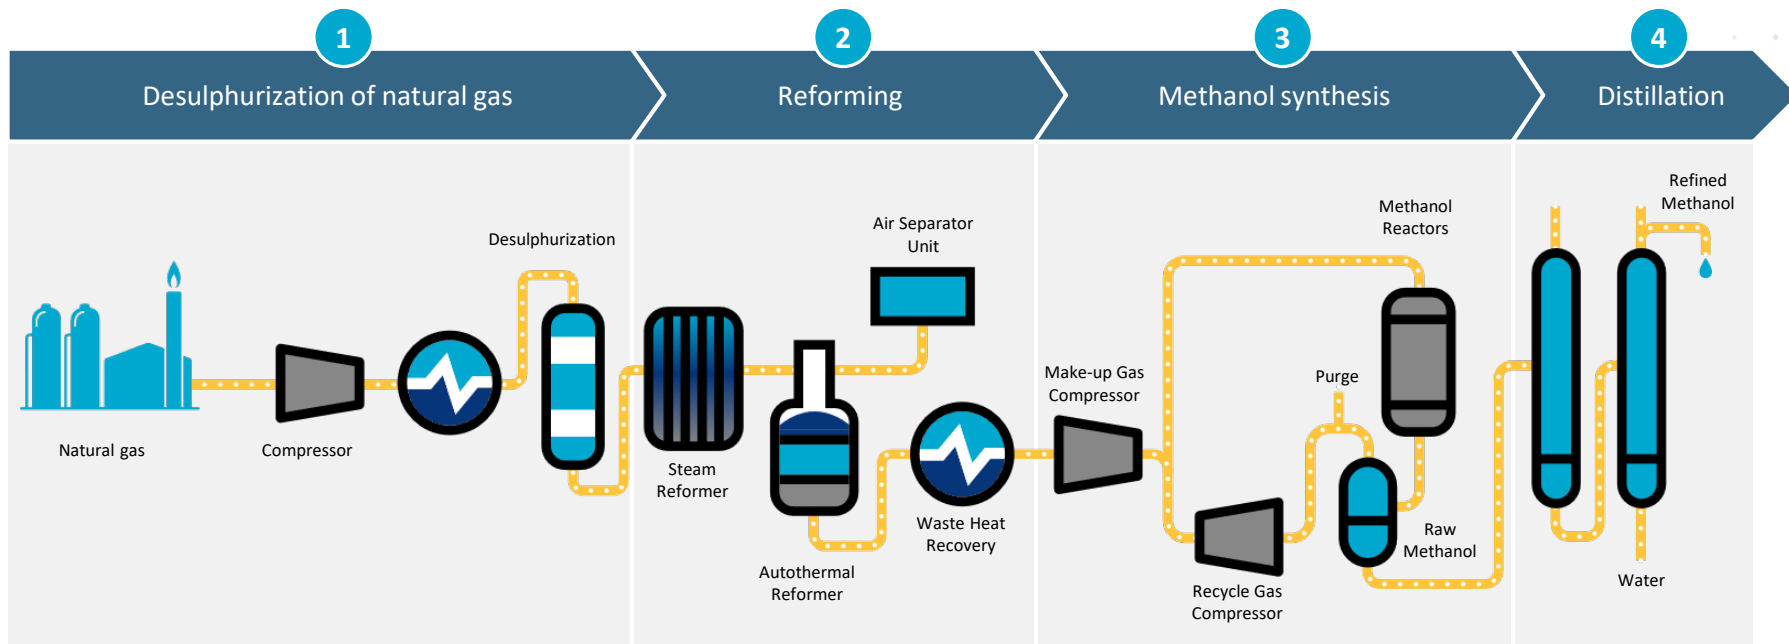 1
2
3
4
Desulphurization of natural gas
Reforming
Methanol synthesis
Distillation
Natural gas
Compressor
Desulphurization
Steam
Reformer
Air Separator
Unit
Autothermal
Reformer
Waste Heat
Recovery
Make-up Gas
Compressor
Recycle Gas
Compressor
Purge
Methanol
Reactors
Raw
Methanol
Refined
Methanol
Water